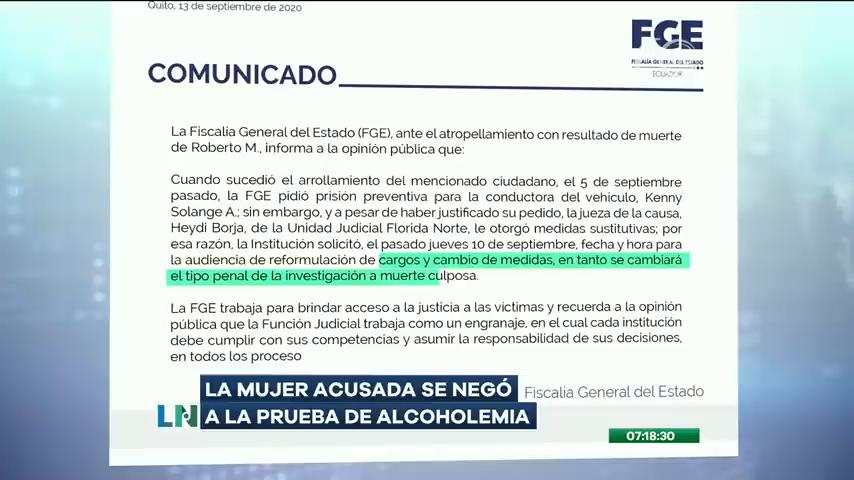 Quito, 13 de septiembre de 2020
FGE
FISCALÍA GENERAL DEL ESTADO
ECUADOR
COMUNICADO
La Fiscalía General del Estado (FGE), ante el atropellamiento con resultado de muerte
de Roberto M., informa a la opinión pública que:
Cuando sucedió el arrollamiento del mencionado ciudadano, el 5 de septiembre
pasado, la FGE pidió prisión preventiva para la conductora del vehículo, Kenny
Solange A.; sin embargo, y a pesar de haber justificado su pedido, la jueza de la causa,
Heydi Borja, de la Unidad Judicial Florida Norte, le otorgó medidas sustitutivas; por
esa razón, la Institución solicitó, el pasado jueves 10 de septiembre, fecha y hora para
la audiencia de reformulación de cargos y cambio de medidas, en tanto se cambiará
el tipo penal de la investigación a muerte culposa.
La FGE trabaja para brindar acceso a la justicia a las víctimas y recuerda a la opinión
pública que la Función Judicial trabaja como un engranaje, en el cual cada institución
debe cumplir con sus competencias y asumir la responsabilidad de sus decisiones,
en todos los proceso
Fiscalía General del Estado
LN
LA MUJER ACUSADA SE NEGÓ
A LA PRUEBA DE ALCOHOLEMIA
07:18:30